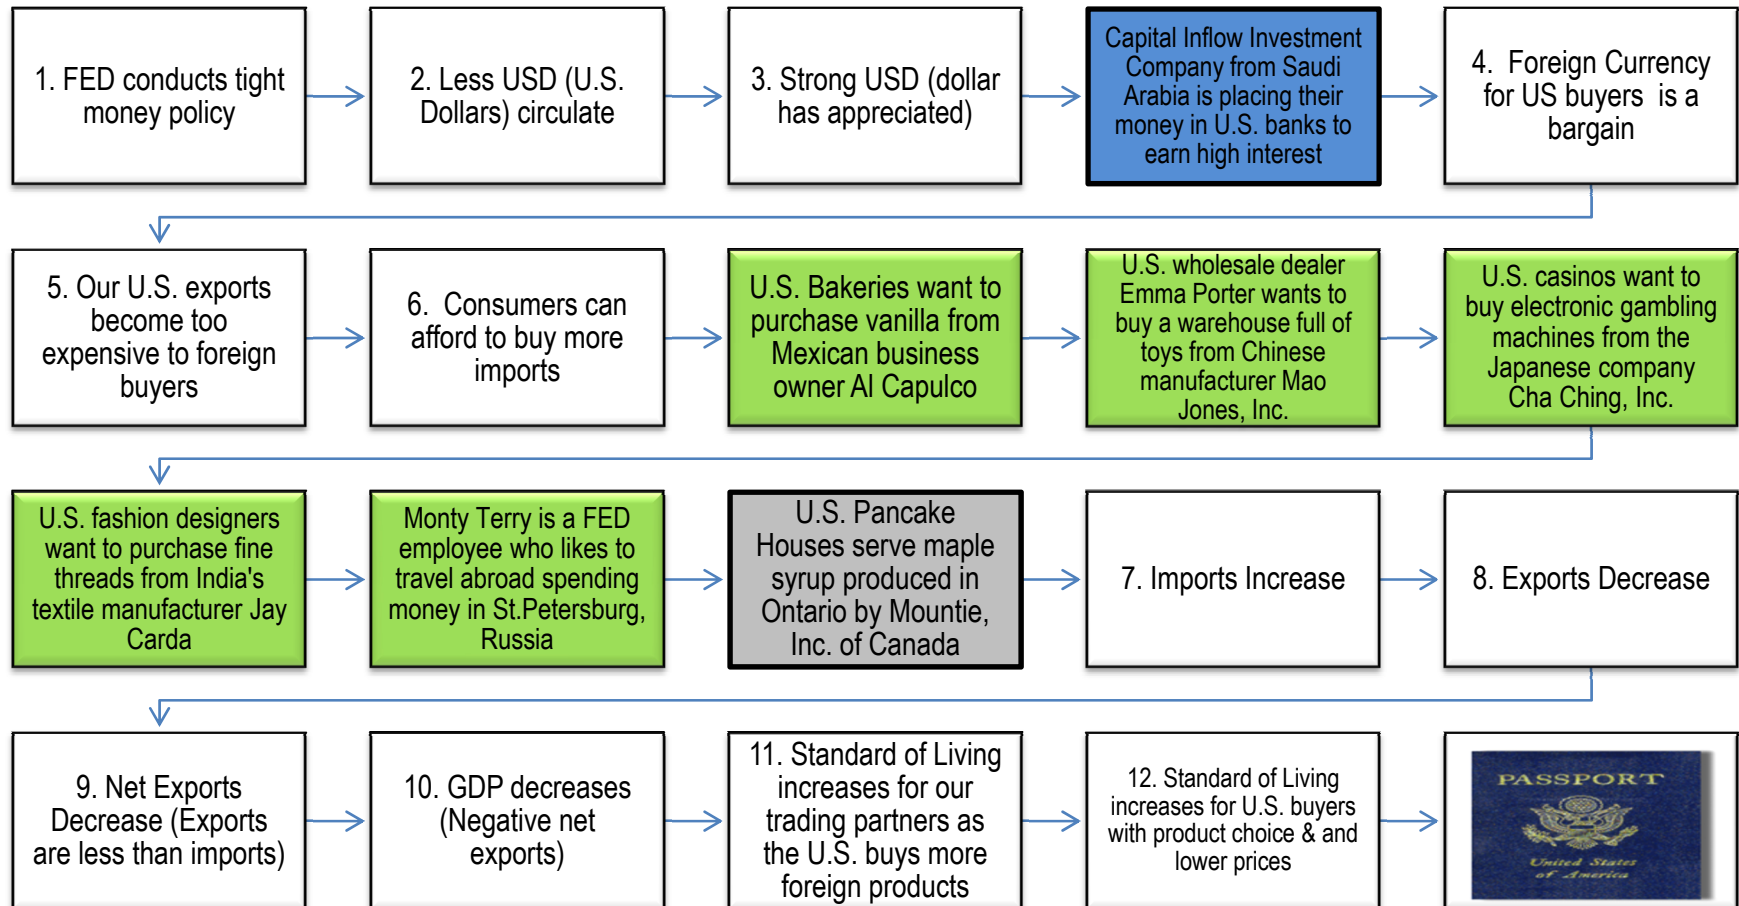 1. FED conducts tight
money policy
2. Less USD (U.S.
Dollars) circulate
3. Strong USD (dollar
has appreciated)
Capital Inflow Investment
Company from Saudi
Arabia is placing their
money in U.S. banks to
earn high interest
4. Foreign Currency
for US buyers is a
bargain
5. Our U.S. exports
become too
expensive to foreign
buyers
6. Consumers can
afford to buy more
imports
U.S. Bakeries want to
purchase vanilla from
Mexican business
owner Al Capulco
U.S. wholesale dealer
Emma Porter wants to
buy a warehouse full of
toys from Chinese
manufacturer Mao
Jones, Inc.
U.S. casinos want to
buy electronic gambling
machines from the
Japanese company
Cha Ching, Inc.
U.S. fashion designers
want to purchase fine
threads from India's
textile manufacturer Jay
Carda
Monty Terry is a FED
employee who likes to
travel abroad spending
money in St.Petersburg,
Russia
U.S. Pancake
Houses serve maple
syrup produced in
Ontario by Mountie,
Inc. of Canada
7. Imports Increase
8. Exports Decrease
9. Net Exports
Decrease (Exports
are less than imports)
10. GDP decreases
(Negative net
exports)
11. Standard of Living
increases for our
trading partners as
the U.S. buys more
foreign products
12. Standard of Living
increases for U.S. buyers
with product choice & and
lower prices
PASSPORT
United States
of America